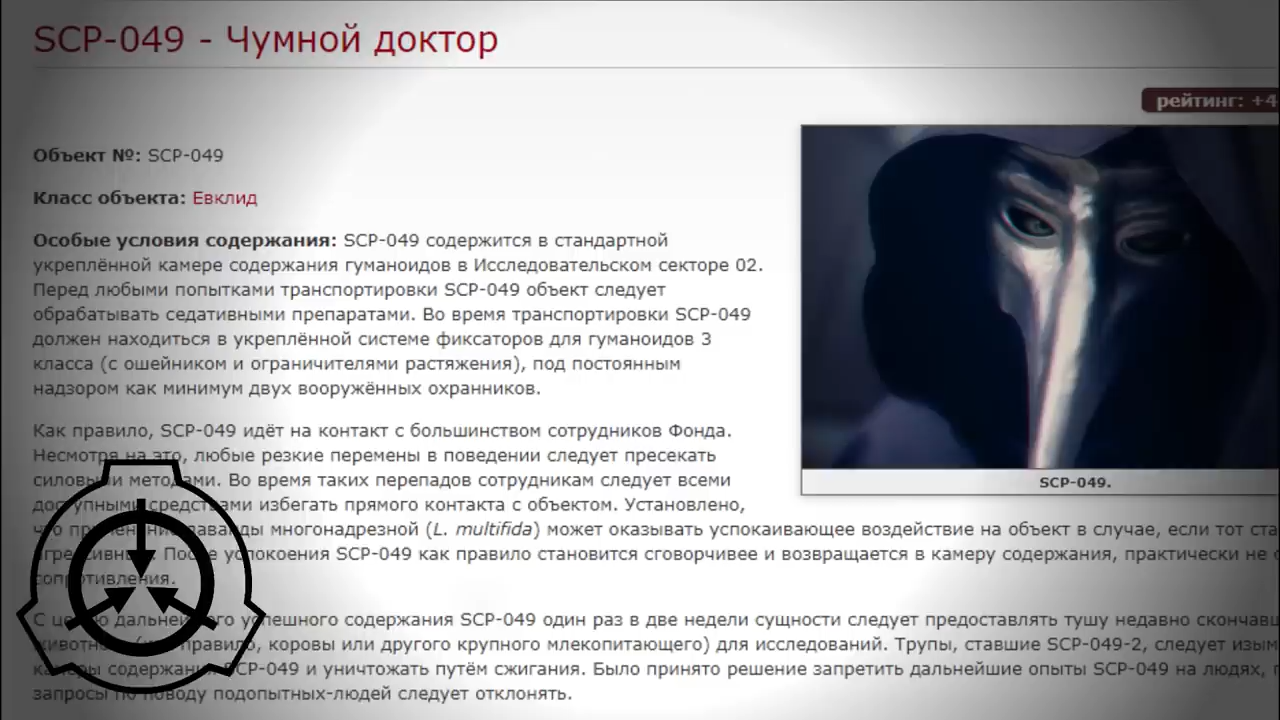 SCP-049 - Чумной доктор
рейтинг: +4
Объект №: SCP-049
Класс объекта: Евклид
Особые условия содержания: SCP-049 содержится в стандартной
укреплённой камере содержания гуманоидов в Исследовательском секторе 02.
Перед любыми попытками транспортировки SCP-049 объект следует
обрабатывать седативными препаратами. Во время транспортировки SCP-049
должен находиться в укреплённой системе фиксаторов для гуманоидов 3
класса (с ошейником и ограничителями растяжения), под постоянным
надзором как минимум двух вооружённых охранников.
Как правило, SCP-049 идёт на контакт с большинством сотрудников Фонда.
Несмотря на это, любые резкие перемены в поведении следует пресекать
силовыми методами. Во время таких перепадов сотрудникам следует всеми
доступными средствами избегать прямого контакта с объектом. Установлено,
что применение лаванды многонадрезной (L. multifida) может оказывать успокаивающее воздействие на объект в случае, если тот
После успокоения SCP-049 как правило становится сговорчивее и возвращается в камеру содержания, практически не
сопротивления.
С целью дальнейшего успешного содержания SCP-049 один раз в две недели сущности следует предоставлять тушу недавно
(как правило, коровы или другого крупного млекопитающего) для исследований. Трупы, ставшие SCP-049-2, следует
камеры содержания SCP-049 и уничтожать путём сжигания. Было принято решение запретить дальнейшие опыты SCP-049 на людях,
запросы по поводу подопытных-людей следует отклонять.
SCP-049.